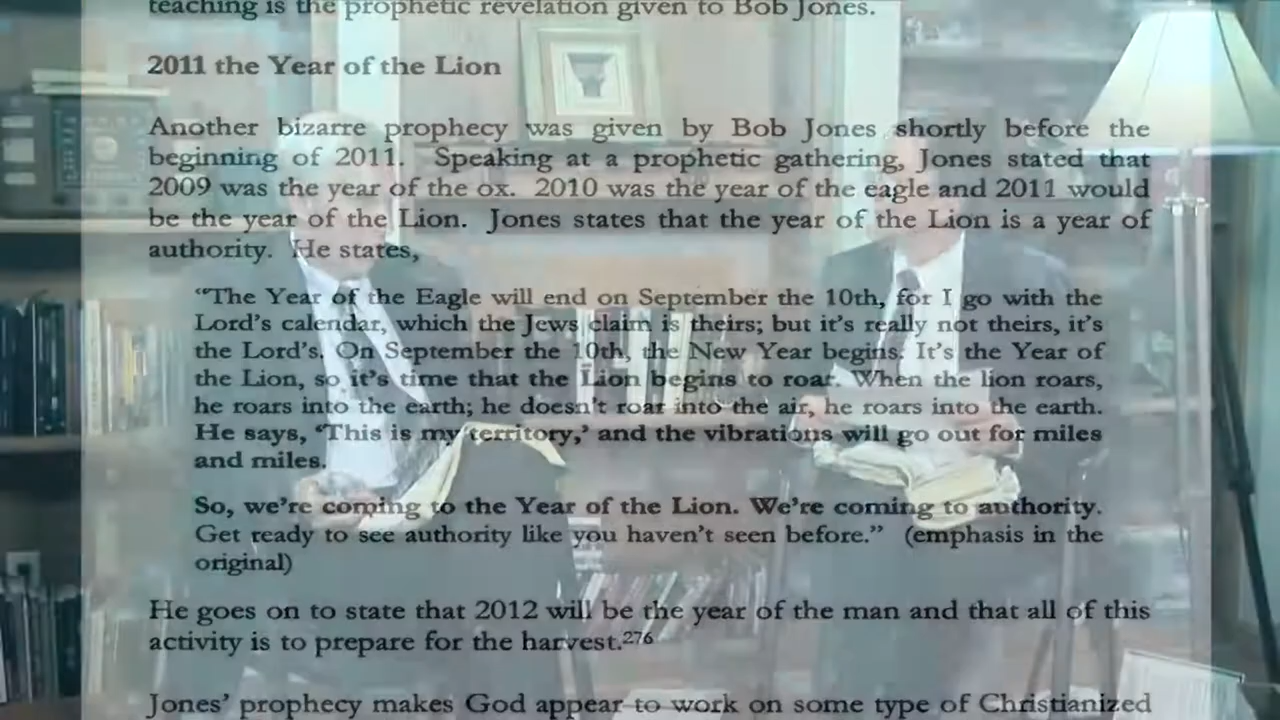 teaching is the prophetic revelation given to Bob Jones.
2011 the Year of the Lion
Another bizarre prophecy was given by Bob Jones shortly before the
beginning of 2011. Speaking at a prophetic gathering, Jones stated that
2009 was the year of the ox. 2010 was the year of the eagle and 2011 would
be the year of the Lion. Jones states that the year of the Lion is a year of
authority. He states,
“The Year of the Eagle will end on September the 10th, for I go with the
Lord’s calendar, which the Jews claim is theirs; but it’s really not theirs, it’s
the Lord’s. On September the 10th, the New Year begins. It’s the Year of
the Lion, so it’s time that the Lion begins to roar. When the lion roars,
he roars into the earth; he doesn’t roar into the air, he roars into the earth.
He says, ‘This is my territory,’ and the vibrations will go out for miles
and miles.
So, we’re coming to the Year of the Lion. We’re coming to authority.
Get ready to see authority like you haven’t seen before.” (emphasis in the
original)
He goes on to state that 2012 will be the year of the man and that all of this
activity is to prepare for the harvest.276
Jones’ prophecy makes God appear to work on some type of Christianized